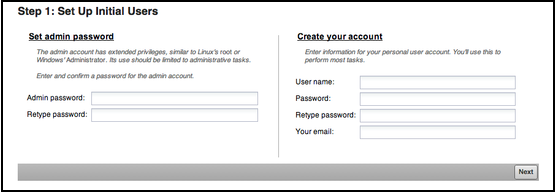 Step 1: Set Up Initial Users
Set admin password
The admin account has extended privileges, similar to Linux's root or
Windows' Administrator. Its use should be limited to administrative tasks.
Enter and confirm a password for the admin account.
Admin password:
Retype password:
Create your account
Enter information for your personal user account. You'll use this to
perform most tasks.
User name:
Password:
Retype password:
Your email:
Next